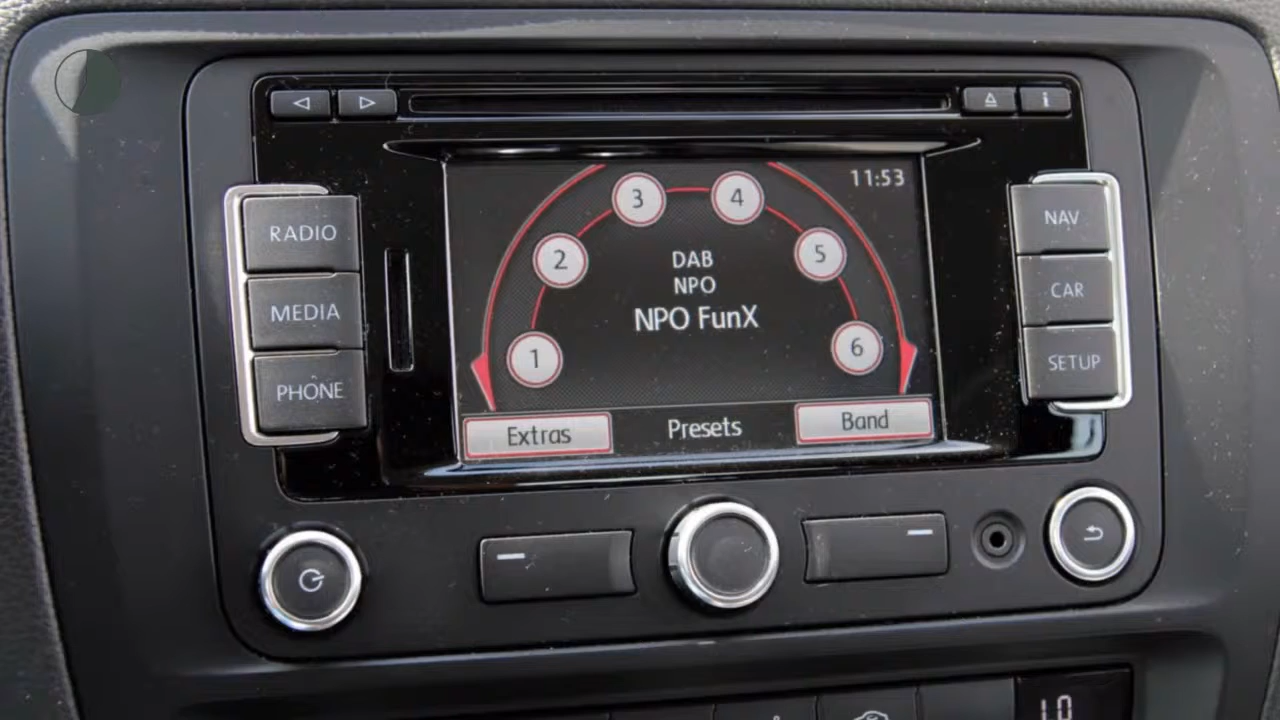 11:53
3
4
2
5
1
6
DAB
NPO
NPO FunX
Extras
Presets
Band
RADIO
MEDIA
PHONE
NAV
CAR
SETUP
i